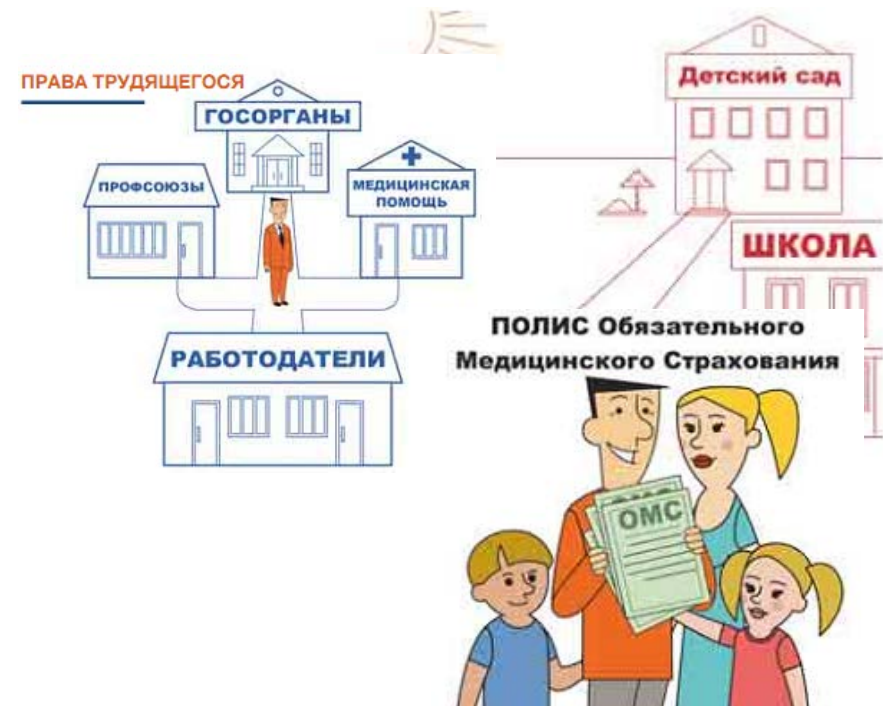 ПРАВА ТРУДЯЩЕГОСЯ
ГОСОРГАНЫ
ПРОФСОЮЗЫ
МЕДИЦИНСКАЯ
ПОМОЩЬ
РАБОТОДАТЕЛИ
Детский сад
ШКОЛА
ПОЛИС Обязательного
Медицинского Страхования
ОМС